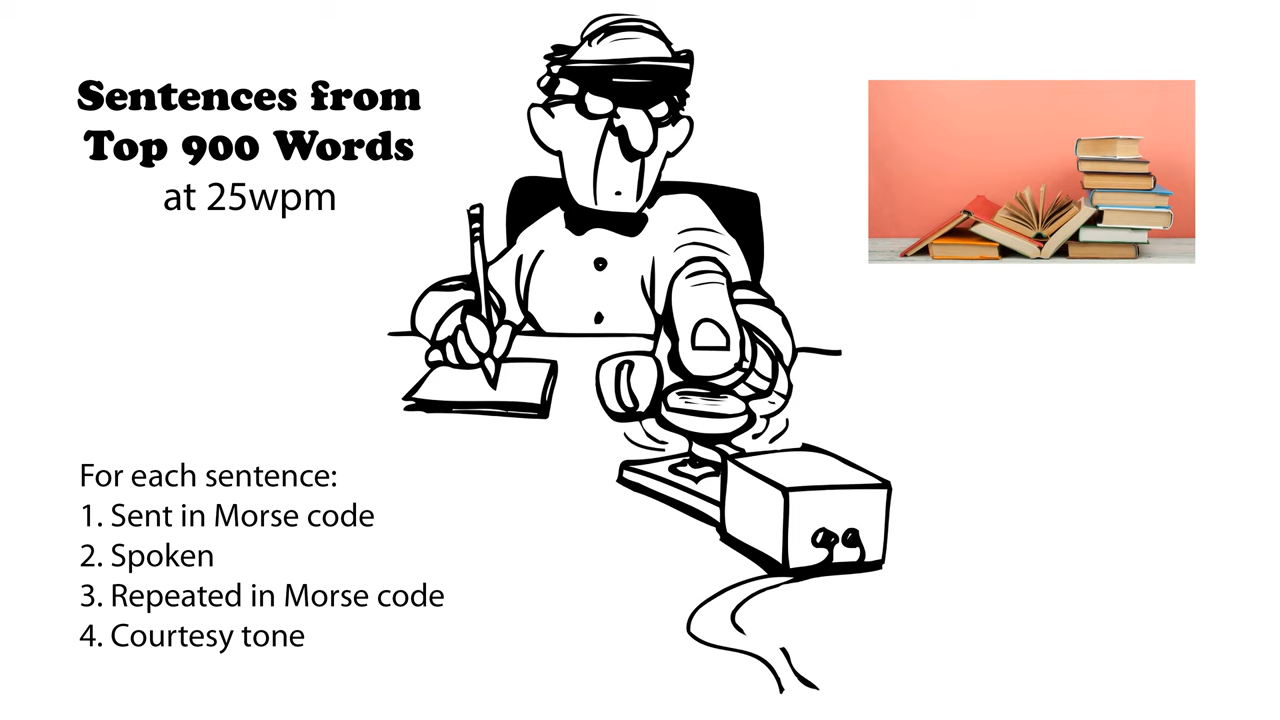 Sentences from
Top 900 Words
at 25wpm
For each sentence:
1. Sent in Morse code
2. Spoken
3. Repeated in Morse code
4. Courtesy tone